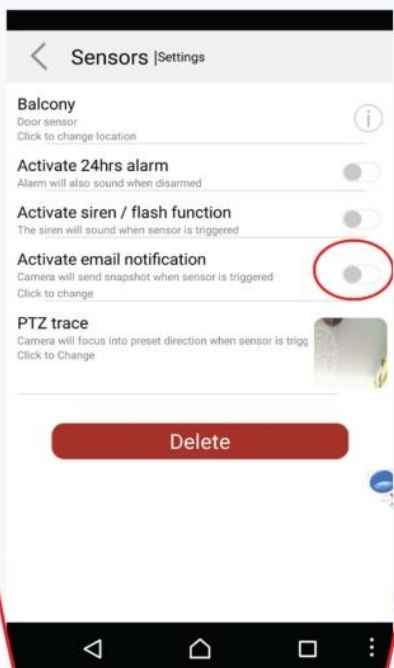 Sensors |Settings
Balcony
Door sensor
Click to change location
Activate 24hrs alarm
Alarm will also sound when disarmed
Activate siren / flash function
The siren will sound when sensor is triggered
Activate email notification
Camera will send snapshot when sensor is triggered
Click to change
PTZ trace
Camera will focus into preset direction when sensor is trigg
Click to Change
Delete